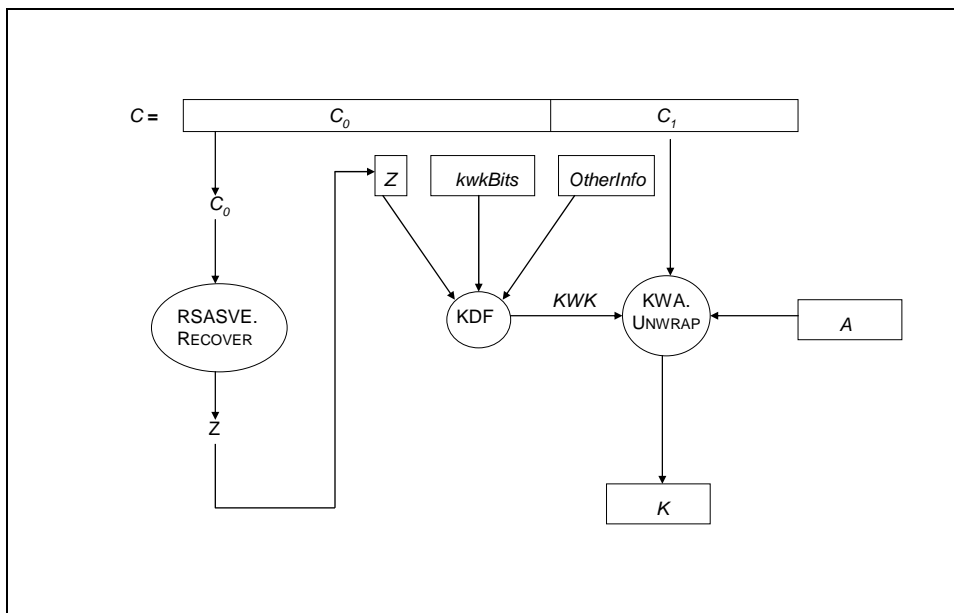 C = C₀ C₁
Z kwkBits OtherInfo
C₀
RSASVE.
RECOVER
KDF
KWK
KWA.
UNWRAP
A
Z
K